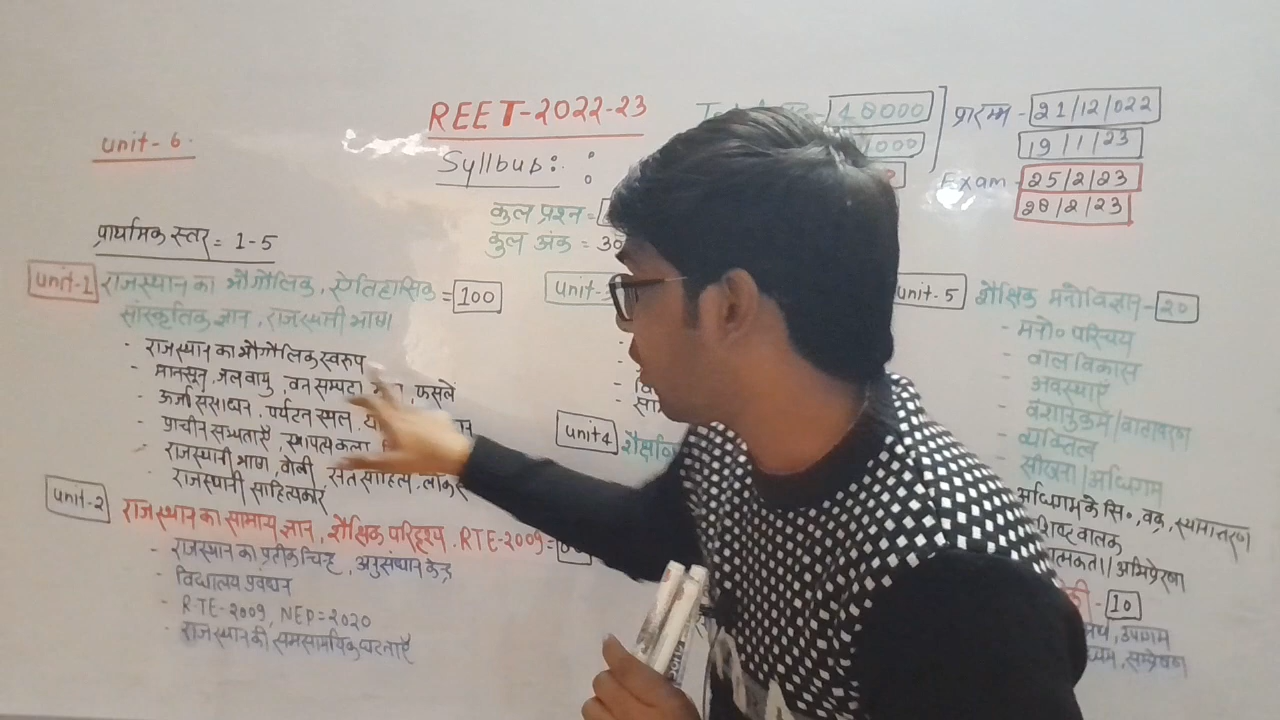 REET-2022-23
Syllbus:
unit-6.
48000
प्रारम्भ - 21/12/022
1000
19/1/23
Exam - 25/2/23
28/2/23
कुल प्रश्न =
कुल अंक = 30
प्राथमिक स्तर = 1-5
unit-1 राजस्थान का भौगौलिक, ऐतिहासिक = 100
सांस्कृतिक ज्ञान, राजस्थानी भाषा
- राजस्थान का भौगौलिक स्वरूप
- मानसून, जलवायु, वन सम्पदा, फसलें
- ऊर्जा संसाधन, पर्यटन स्थल,
- प्राचीन सभ्यताएँ, स्थापत्य कला
- राजस्थानी भाषा, बोली, संत साहित्य, लोक
- राजस्थानी साहित्यकार
unit-2 राजस्थान का सामान्य ज्ञान, शैक्षिक परिदृश्य. RTE-2009 =
- राजस्थान का प्रतीक चिन्ह, अनुसंधान केन्द्र
- विद्यालय प्रबंधन
- RTE-2009, NEP=2020
- राजस्थान की समसामयिक घटनाएँ
unit-
unit4
unit-5 शैक्षिक मनोविज्ञान - 20
- मनो० परिचय
- बाल विकास
- अवस्थाएँ
- वंशानुक्रम/वातावरण
- व्यक्तित्व
- सीखना/अधिगम
अधिगम के सि०, वक्र, स्थानान्तरण
बालक
अभिप्रेरणा
- 10
उपागम
सम्प्रेषण